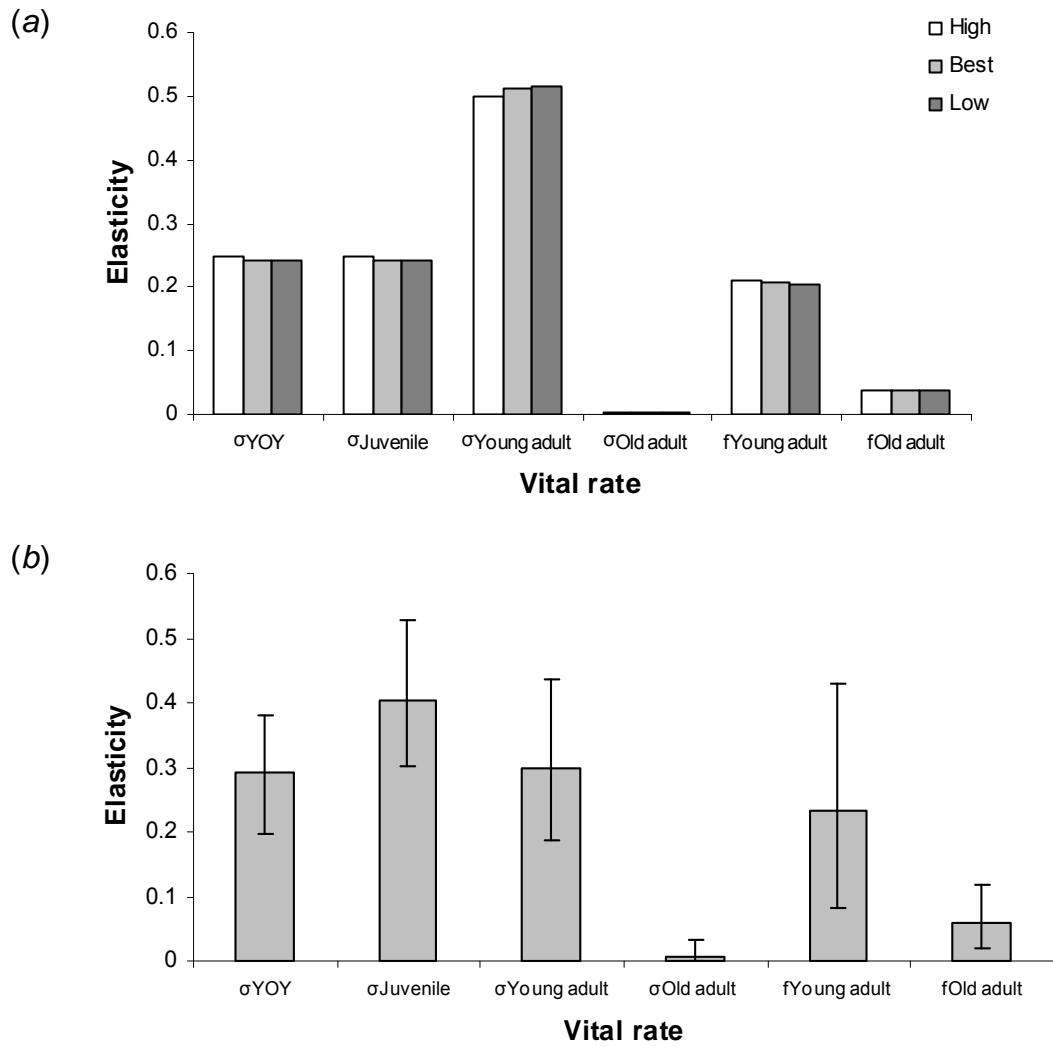 (a)
High
Best
Low
0.6
0.5
0.4
0.3
0.2
0.1
0
Elasticity
σYOY σJuvenile σYoung adult σOld adult fYoung adult fOld adult
Vital rate
(b)
0.6
0.5
0.4
0.3
0.2
0.1
0
Elasticity
σYOY σJuvenile σYoung adult σOld adult fYoung adult fOld adult
Vital rate